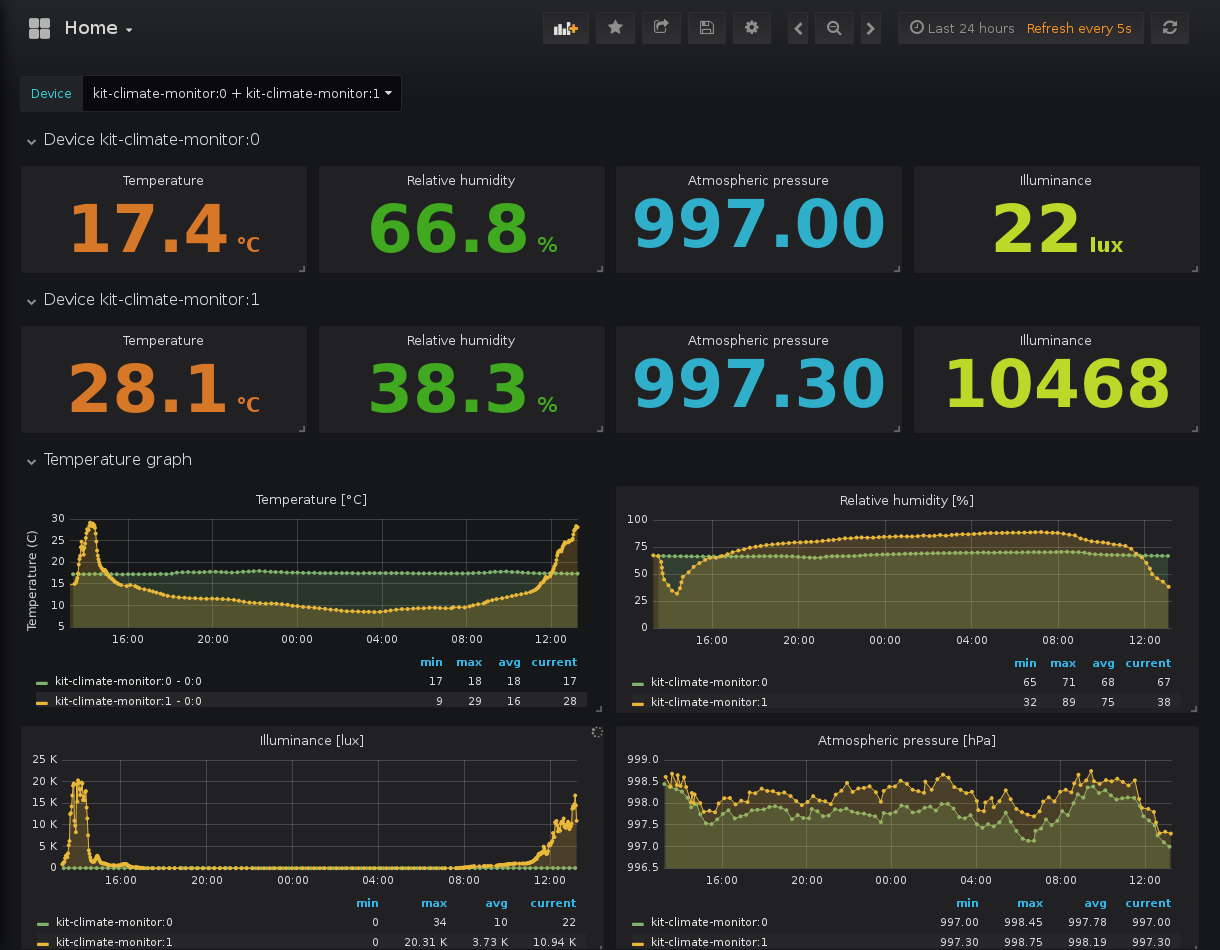 Home
Last 24 hours Refresh every 5s
Device kit-climate-monitor:0 + kit-climate-monitor:1
Device kit-climate-monitor:0
Temperature Relative humidity Atmospheric pressure Illuminance
17.4 °C 66.8 % 997.00 22 lux
Device kit-climate-monitor:1
Temperature Relative humidity Atmospheric pressure Illuminance
28.1 °C 38.3 % 997.30 10468
Temperature graph
Temperature [°C]
Temperature (C)
30
25
20
15
10
5
16:00 20:00 00:00 04:00 08:00 12:00
min max avg current
kit-climate-monitor:0 - 0:0 17 18 18 17
kit-climate-monitor:1 - 0:0 9 29 16 28
Relative humidity [%]
100
75
50
25
0
16:00 20:00 00:00 04:00 08:00 12:00
min max avg current
kit-climate-monitor:0 65 71 68 67
kit-climate-monitor:1 32 89 75 38
Illuminance [lux]
25 K
20 K
15 K
10 K
5 K
0
16:00 20:00 00:00 04:00 08:00 12:00
min max avg current
kit-climate-monitor:0 0 34 10 22
kit-climate-monitor:1 0 20.31 K 3.73 K 10.94 K
Atmospheric pressure [hPa]
999.0
998.5
998.0
997.5
997.0
996.5
16:00 20:00 00:00 04:00 08:00 12:00
min max avg current
kit-climate-monitor:0 997.00 998.45 997.78 997.00
kit-climate-monitor:1 997.30 998.75 998.19 997.30